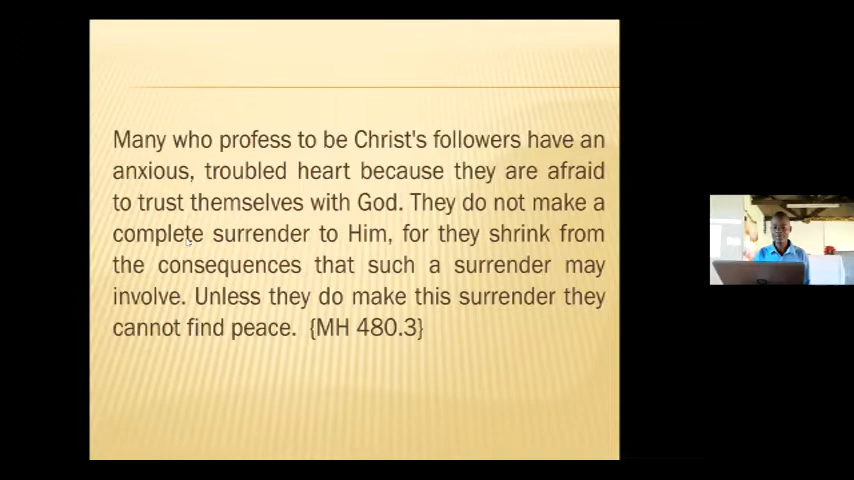 Many who profess to be Christ's followers have an
anxious, troubled heart because they are afraid
to trust themselves with God. They do not make a
complete surrender to Him, for they shrink from
the consequences that such a surrender may
involve. Unless they do make this surrender they
cannot find peace. {MH 480.3}